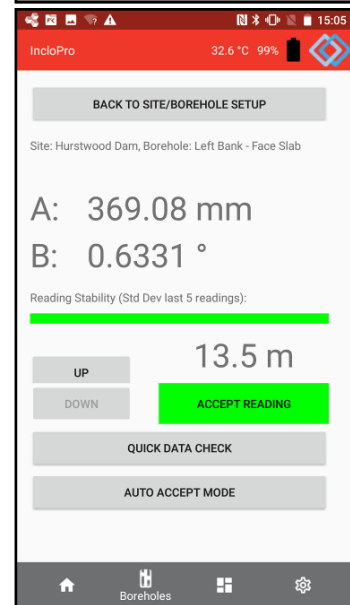 15:05
IncloPro 32.6 °C 99%
BACK TO SITE/BOREHOLE SETUP
Site: Hurstwood Dam, Borehole: Left Bank - Face Slab
A: 369.08 mm
B: 0.6331 °
Reading Stability (Std Dev last 5 readings):
13.5 m
UP
DOWN ACCEPT READING
QUICK DATA CHECK
AUTO ACCEPT MODE
Boreholes